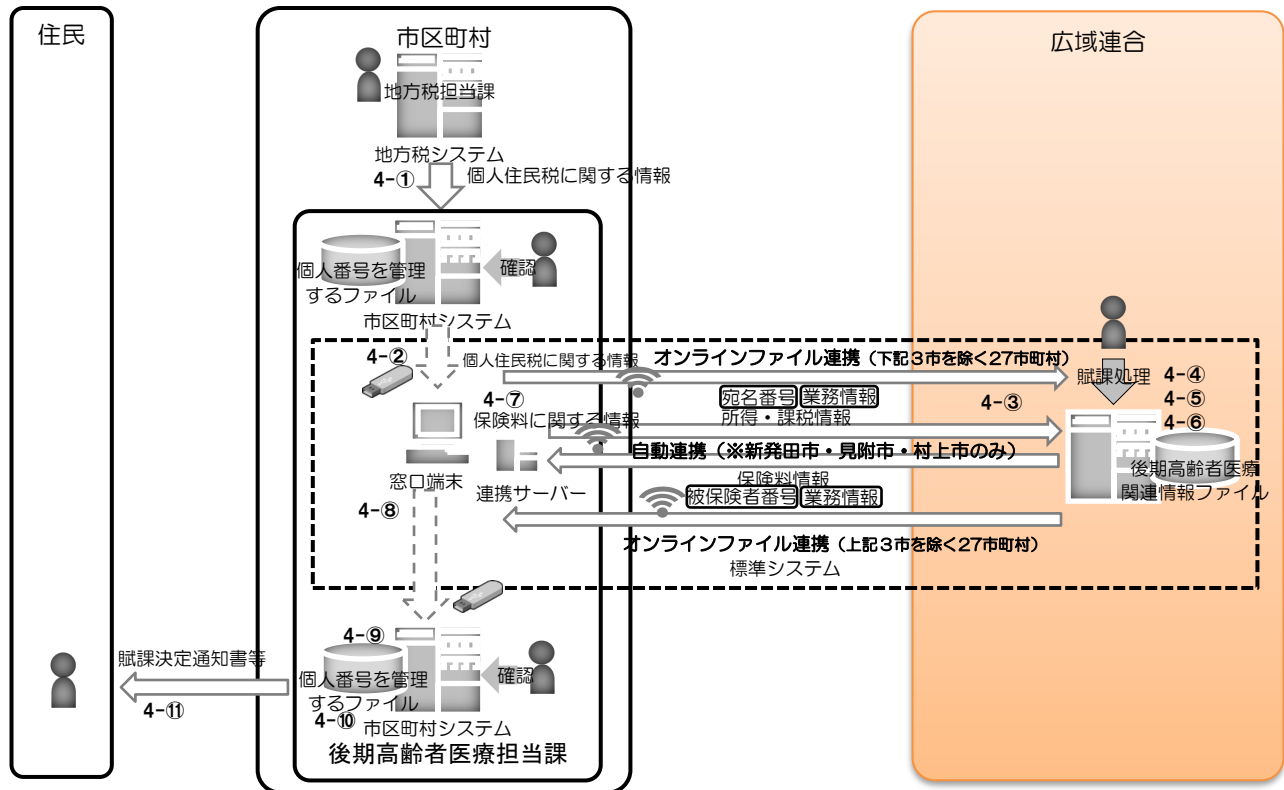 住民
市区町村
広域連合
地方税担当課
地方税システム
4-①
個人住民税に関する情報
個人番号を管理
するファイル
確認
市区町村システム
4-②
個人住民税に関する情報
オンラインファイル連携（下記３市を除く27市町村）
宛名番号 業務情報
所得・課税情報
4-③
賦課処理
4-④
4-⑤
4-⑥
4-⑦
保険料に関する情報
自動連携（※新発田市・見附市・村上市のみ）
保険料情報
被保険者番号 業務情報
後期高齢者医療
関連情報ファイル
窓口端末
連携サーバー
4-⑧
オンラインファイル連携（上記３市を除く27市町村）
標準システム
4-⑨
個人番号を管理
するファイル
確認
4-⑩
市区町村システム
後期高齢者医療担当課
賦課決定通知書等
4-⑪